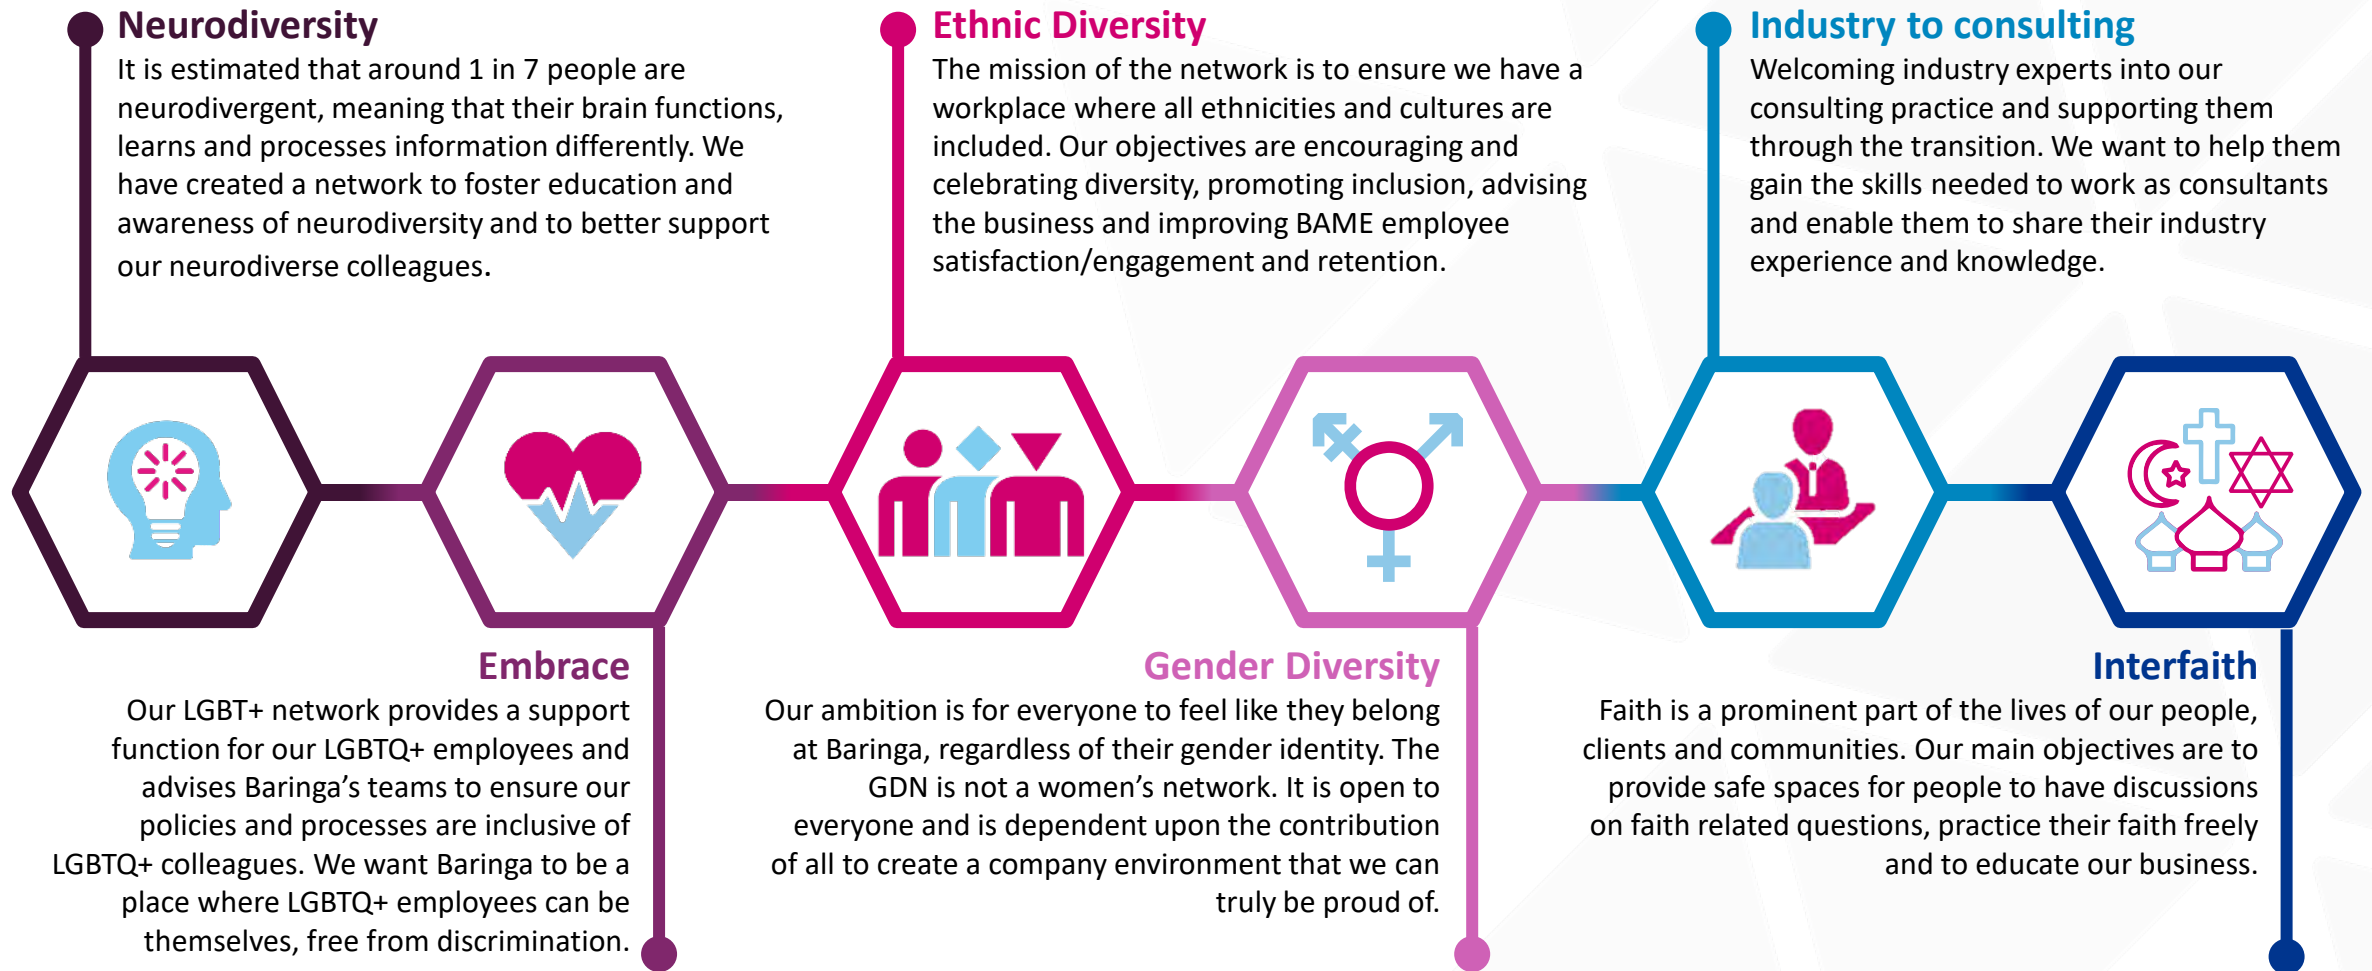 Neurodiversity
It is estimated that around 1 in 7 people are
neurodivergent, meaning that their brain functions,
learns and processes information differently. We
have created a network to foster education and
awareness of neurodiversity and to better support
our neurodiverse colleagues.
Ethnic Diversity
The mission of the network is to ensure we have a
workplace where all ethnicities and cultures are
included. Our objectives are encouraging and
celebrating diversity, promoting inclusion, advising
the business and improving BAME employee
satisfaction/engagement and retention.
Industry to consulting
Welcoming industry experts into our
consulting practice and supporting them
through the transition. We want to help them
gain the skills needed to work as consultants
and enable them to share their industry
experience and knowledge.
Embrace
Our LGBT+ network provides a support
function for our LGBTQ+ employees and
advises Baringa’s teams to ensure our
policies and processes are inclusive of
LGBTQ+ colleagues. We want Baringa to be a
place where LGBTQ+ employees can be
themselves, free from discrimination.
Gender Diversity
Our ambition is for everyone to feel like they belong
at Baringa, regardless of their gender identity. The
GDN is not a women’s network. It is open to
everyone and is dependent upon the contribution
of all to create a company environment that we can
truly be proud of.
Interfaith
Faith is a prominent part of the lives of our people,
clients and communities. Our main objectives are to
provide safe spaces for people to have discussions
on faith related questions, practice their faith freely
and to educate our business.